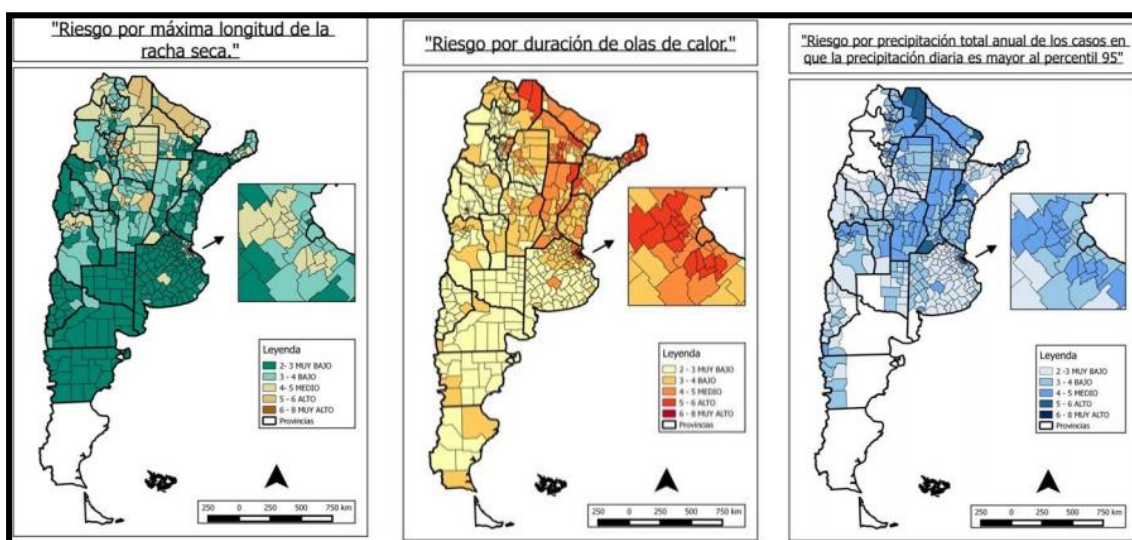 "Riesgo por máxima longitud de la
racha seca."
Leyenda
2- 3 MUY BAJO
3 - 4 BAJO
4- 5 MEDIO
5 - 6 ALTO
6 - 8 MUY ALTO
Provincias
250 0 250 500 750 km
"Riesgo por duración de olas de calor."
Leyenda
2 - 3 MUY BAJO
3 - 4 BAJO
4 - 5 MEDIO
5 - 6 ALTO
6 - 8 MUY ALTO
Provincias
250 0 250 500 750 km
"Riesgo por precipitación total anual de los casos en
que la precipitación diaria es mayor al percentil 95"
Leyenda
2 -3 MUY BAJO
3 - 4 BAJO
4 - 5 MEDIO
5 - 6 ALTO
6 - 8 MUY ALTO
Provincias
250 0 250 500 750 km